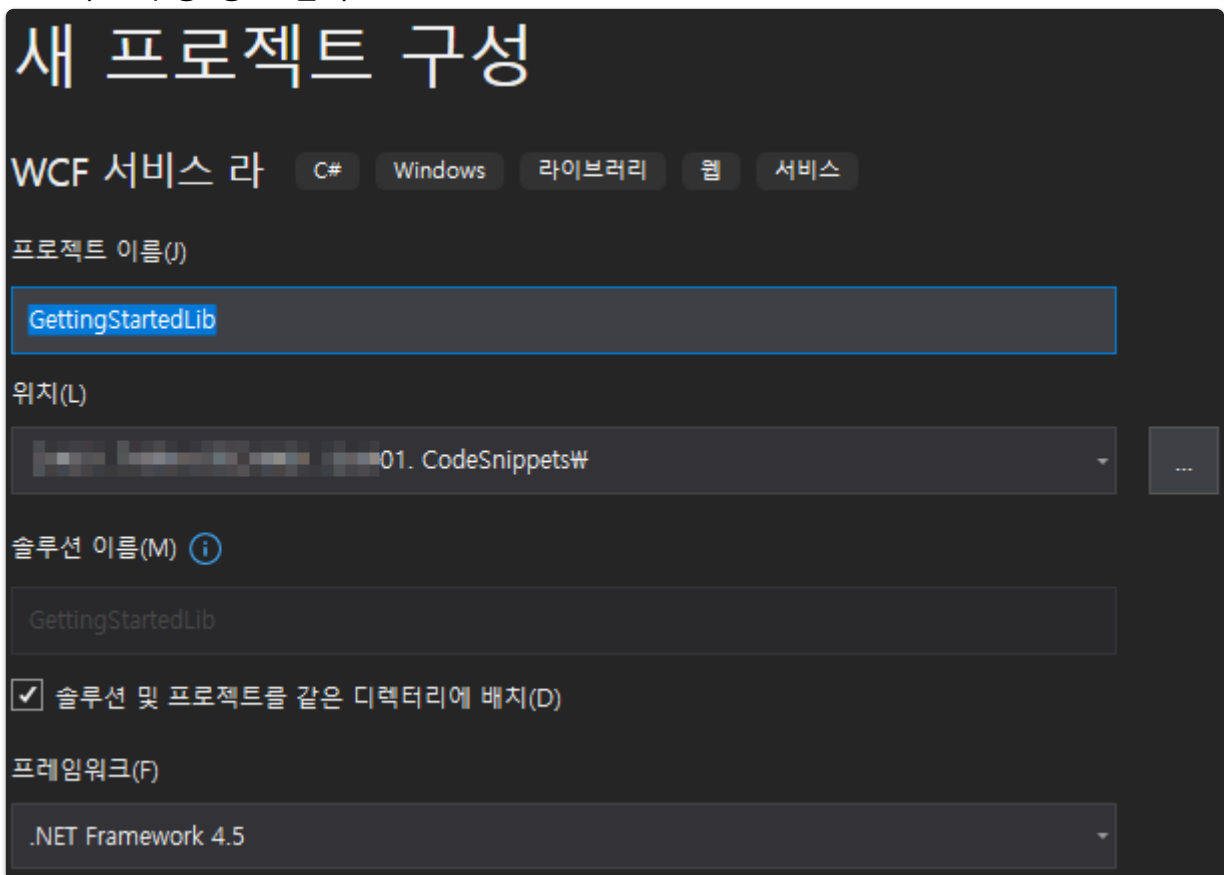 새 프로젝트 구성
WCF 서비스 라 C# Windows 라이브러리 웹 서비스
프로젝트 이름(J)
GettingStartedLib
위치(L)
01. CodeSnippets₩
...
솔루션 이름(M)
GettingStartedLib
솔루션 및 프로젝트를 같은 디렉터리에 배치(D)
프레임워크(F)
.NET Framework 4.5